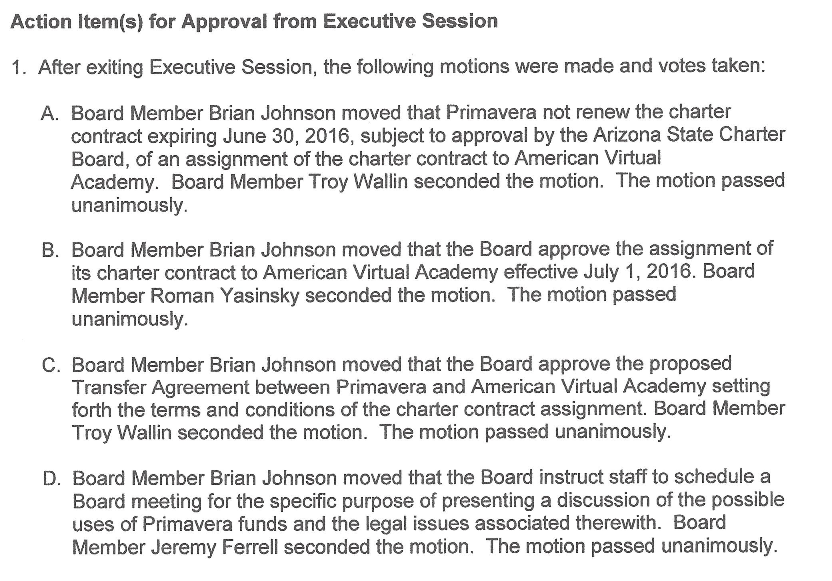 Action Item(s) for Approval from Executive Session
1. After exiting Executive Session, the following motions were made and votes taken:
A. Board Member Brian Johnson moved that Primavera not renew the charter
contract expiring June 30, 2016, subject to approval by the Arizona State Charter
Board, of an assignment of the charter contract to American Virtual
Academy. Board Member Troy Wallin seconded the motion. The motion passed
unanimously.
B. Board Member Brian Johnson moved that the Board approve the assignment of
its charter contract to American Virtual Academy effective July 1, 2016. Board
Member Roman Yasinsky seconded the motion. The motion passed
unanimously.
C. Board Member Brian Johnson moved that the Board approve the proposed
Transfer Agreement between Primavera and American Virtual Academy setting
forth the terms and conditions of the charter contract assignment. Board Member
Troy Wallin seconded the motion. The motion passed unanimously.
D. Board Member Brian Johnson moved that the Board instruct staff to schedule a
Board meeting for the specific purpose of presenting a discussion of the possible
uses of Primavera funds and the legal issues associated therewith. Board
Member Jeremy Ferrell seconded the motion. The motion passed unanimously.